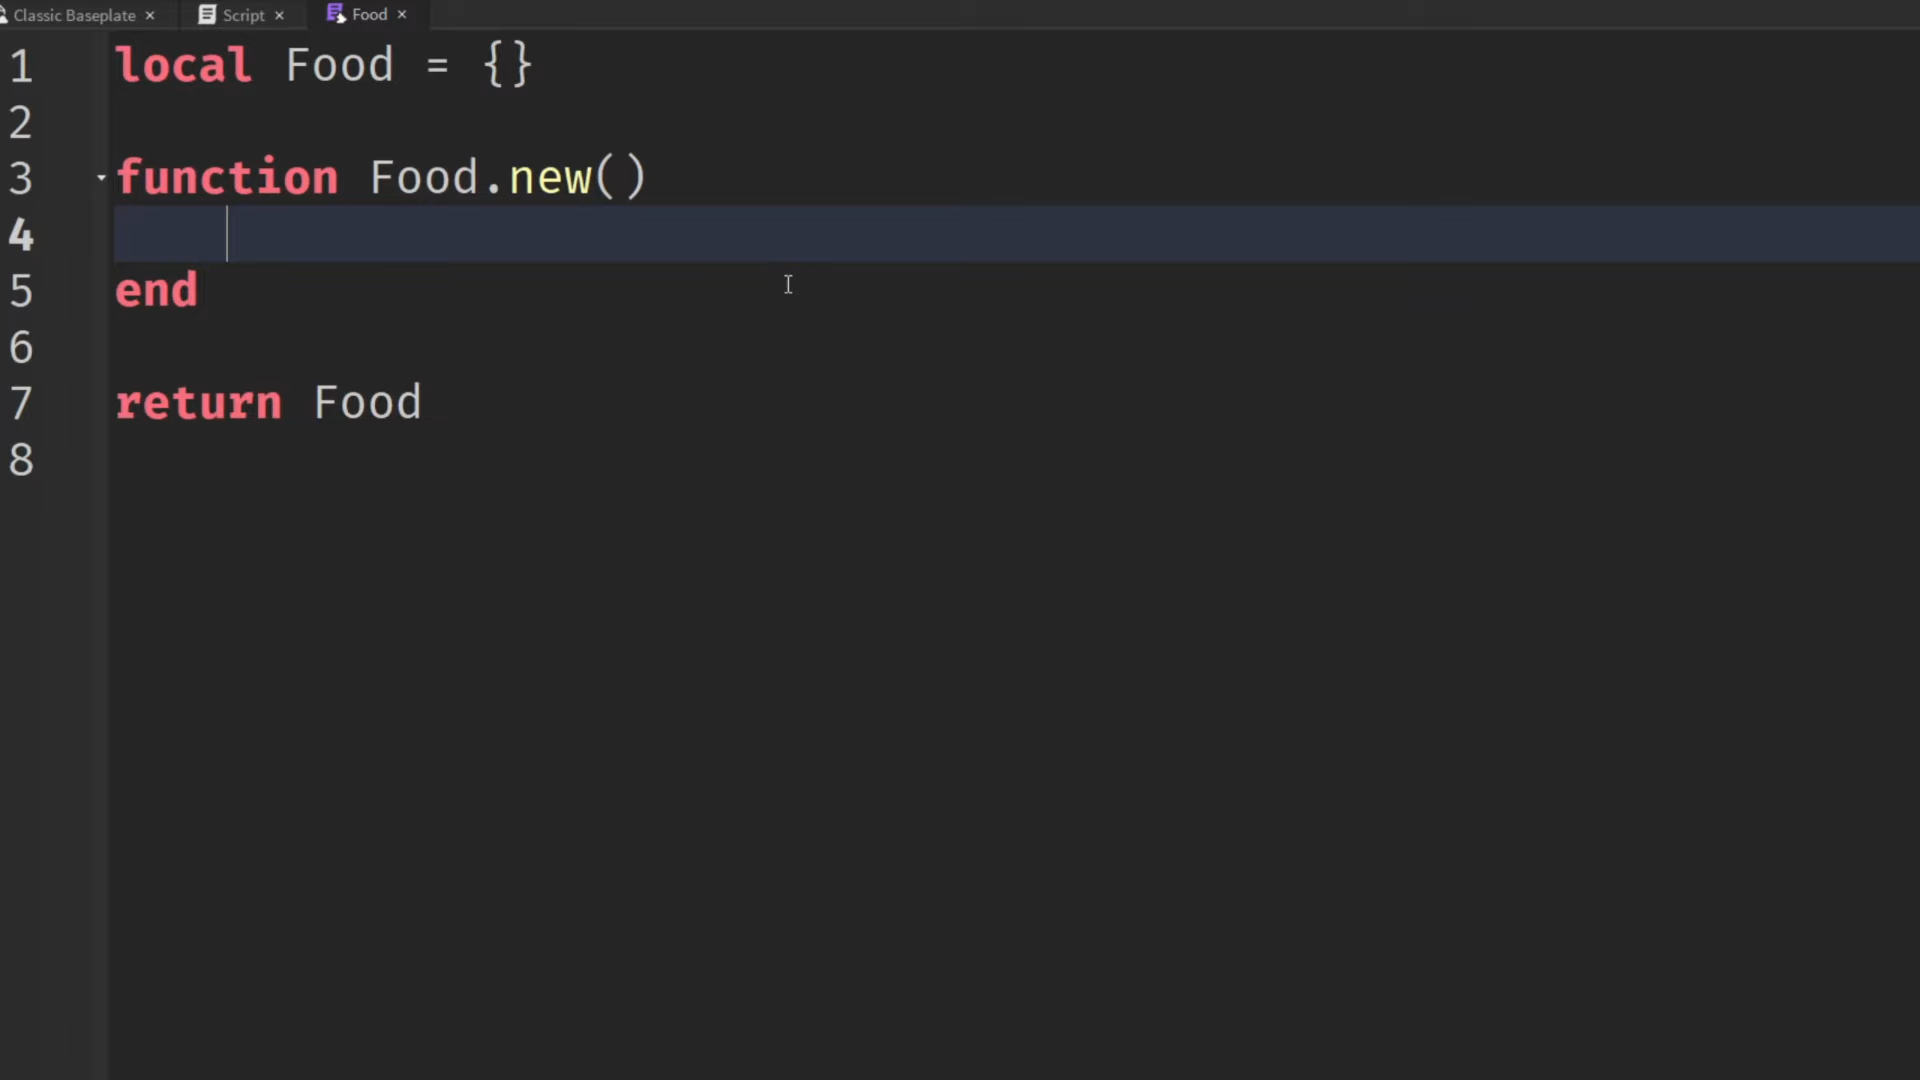 Classic Baseplate × Script × Food ×
1 local Food = {}
2
3 function Food.new()
4
5 end
6
7 return Food
8